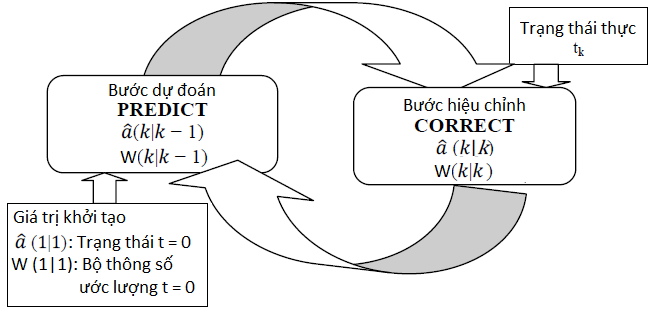 Trạng thái thực
tk
Bước dự đoán
PREDICT
â(k|k − 1)
W(k|k − 1)
Bước hiệu chỉnh
CORRECT
â (k|k)
W(k|k)
Giá trị khởi tạo
â (1|1): Trạng thái t = 0
W (1|1): Bộ thông số
ước lượng t = 0